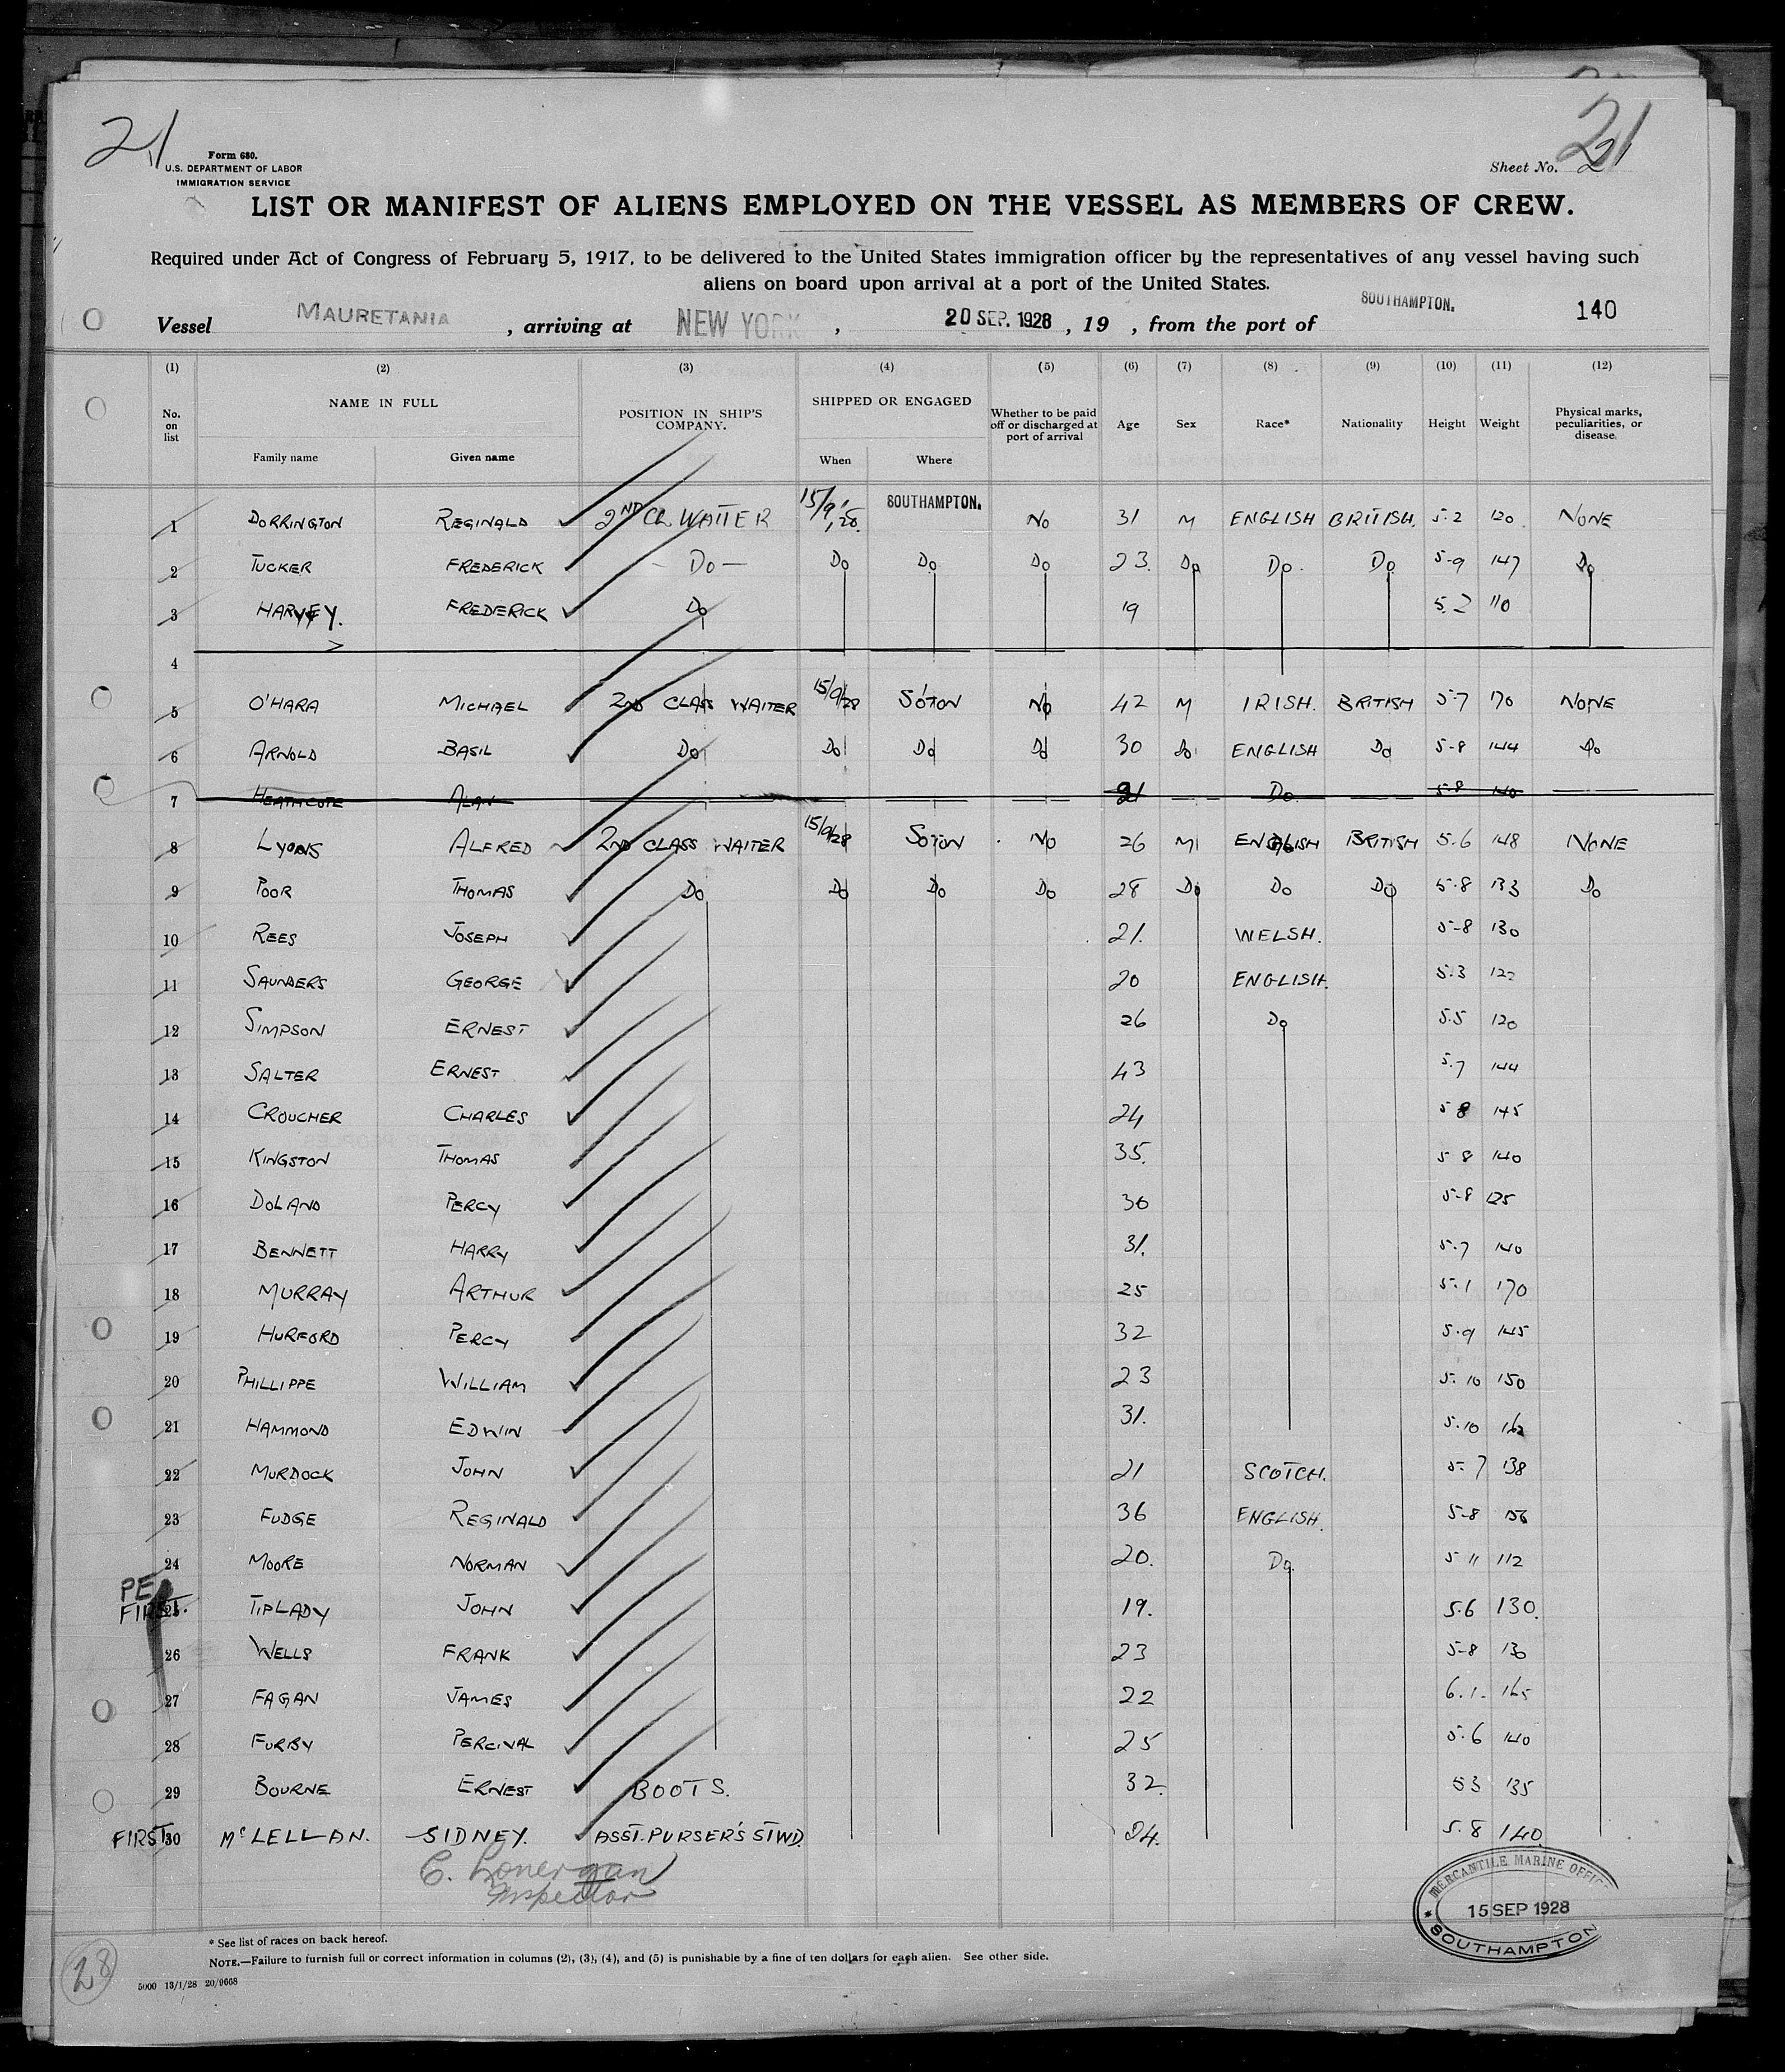 21
Form 680.
U.S. DEPARTMENT OF LABOR
IMMIGRATION SERVICE
Sheet No. 21
LIST OR MANIFEST OF ALIENS EMPLOYED ON THE VESSEL AS MEMBERS OF CREW.
Required under Act of Congress of February 5, 1917, to be delivered to the United States immigration officer by the representatives of any vessel having such
aliens on board upon arrival at a port of the United States.
Vessel MAURETANIA, arriving at NEW YORK, 20 SEP. 1928, 19 , from the port of SOUTHAMPTON. 140
(1) (2) (3) (4) (5) (6) (7) (8) (9) (10) (11) (12)
No. on list NAME IN FULL Family name Given name POSITION IN SHIP'S COMPANY. SHIPPED OR ENGAGED When Where Whether to be paid off or discharged at port of arrival Age Sex Race* Nationality Height Weight Physical marks, peculiarities, or disease.
1 DORRINGTON REGINALD 2ND CL WAITER 15/9/28 SOUTHAMPTON. NO 31 M ENGLISH BRITISH. 5.2 120 NONE
2 TUCKER FREDERICK - DO - DO DO DO 23. DO DO. DO 5-9 147 DO
3 HARVEY. FREDERICK DO 19 5.2 110
4
5 O'HARA MICHAEL 2ND CLASS WAITER 15/9/28 SOTON NO 42 M IRISH. BRITISH 5-7 170 NONE
6 ARNOLD BASIL DO DO DO DO 30 DO ENGLISH DO 5-8 144 DO
7 HEATHCOTE ALAN 21 DO 5.8 140
8 LYONS ALFRED 2ND CLASS WAITER 15/9/28 SOTON NO 26 M ENGLISH BRITISH 5.6 148 NONE
9 POOR THOMAS DO DO DO DO 28 DO DO DO 5.8 133 DO
10 REES JOSEPH 21. WELSH. 5-8 130
11 SAUNDERS GEORGE 20 ENGLISH. 5.3 122
12 SIMPSON ERNEST 26 DO 5.5 120
13 SALTER ERNEST 43 5.7 144
14 CROUCHER CHARLES 24 5 8 145
15 KINGSTON THOMAS 35. 5 8 140
16 DOLAND PERCY 30 5-8 125
17 BENNETT HARRY 31. 5.7 140
18 MURRAY ARTHUR 25 5.1 170
19 HURFORD PERCY 32 5.9 145
20 PHILLIPPE WILLIAM 23 5.10 150
21 HAMMOND EDWIN 31. 5.10 162
22 MURDOCK JOHN 21 SCOTCH. 5.7 138
23 FUDGE REGINALD 36 ENGLISH. 5-8 156
24 MOORE NORMAN 20. DO. 5 11 112
FIRST. 25 TIPLADY JOHN 19. 5.6 130.
26 WELLS FRANK 23 5-8 130
27 FAGAN JAMES 22 6.1. 165
28 FURBY PERCIVAL 25 5.6 140
29 BOURNE ERNEST BOOTS. 32. 53 135
FIRST 30 McLELLAN. SIDNEY. ASST. PURSER'S STWD. 24. 5.8 140.
C. Lonergan
Inspector
MERCANTILE MARINE OFFICE
15 SEP 1928
SOUTHAMPTON
* See list of races on back hereof.
NOTE.—Failure to furnish full or correct information in columns (2), (3), (4), and (5) is punishable by a fine of ten dollars for each alien. See other side.
28
5000 13/1/28 20/9668